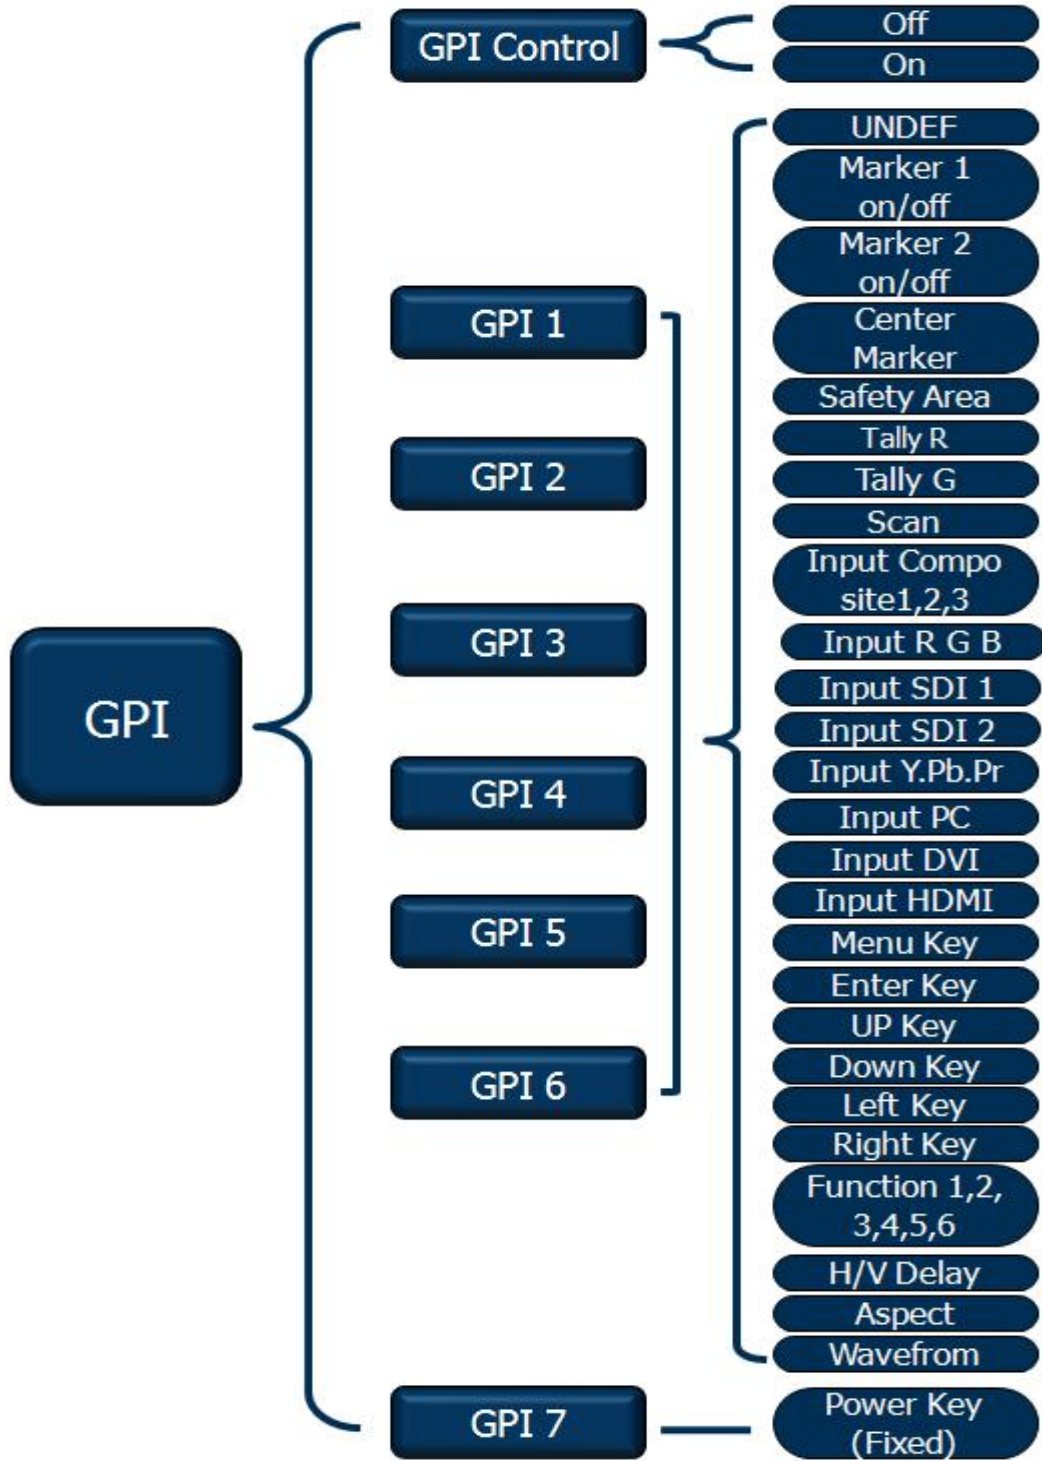 GPI
GPI Control
Off
On
GPI 1
GPI 2
GPI 3
GPI 4
GPI 5
GPI 6
UNDEF
Marker 1
on/off
Marker 2
on/off
Center
Marker
Safety Area
Tally R
Tally G
Scan
Input Compo
site1,2,3
Input R G B
Input SDI 1
Input SDI 2
Input Y.Pb.Pr
Input PC
Input DVI
Input HDMI
Menu Key
Enter Key
UP Key
Down Key
Left Key
Right Key
Function 1,2,
3,4,5,6
H/V Delay
Aspect
Wavefrom
GPI 7
Power Key
(Fixed)